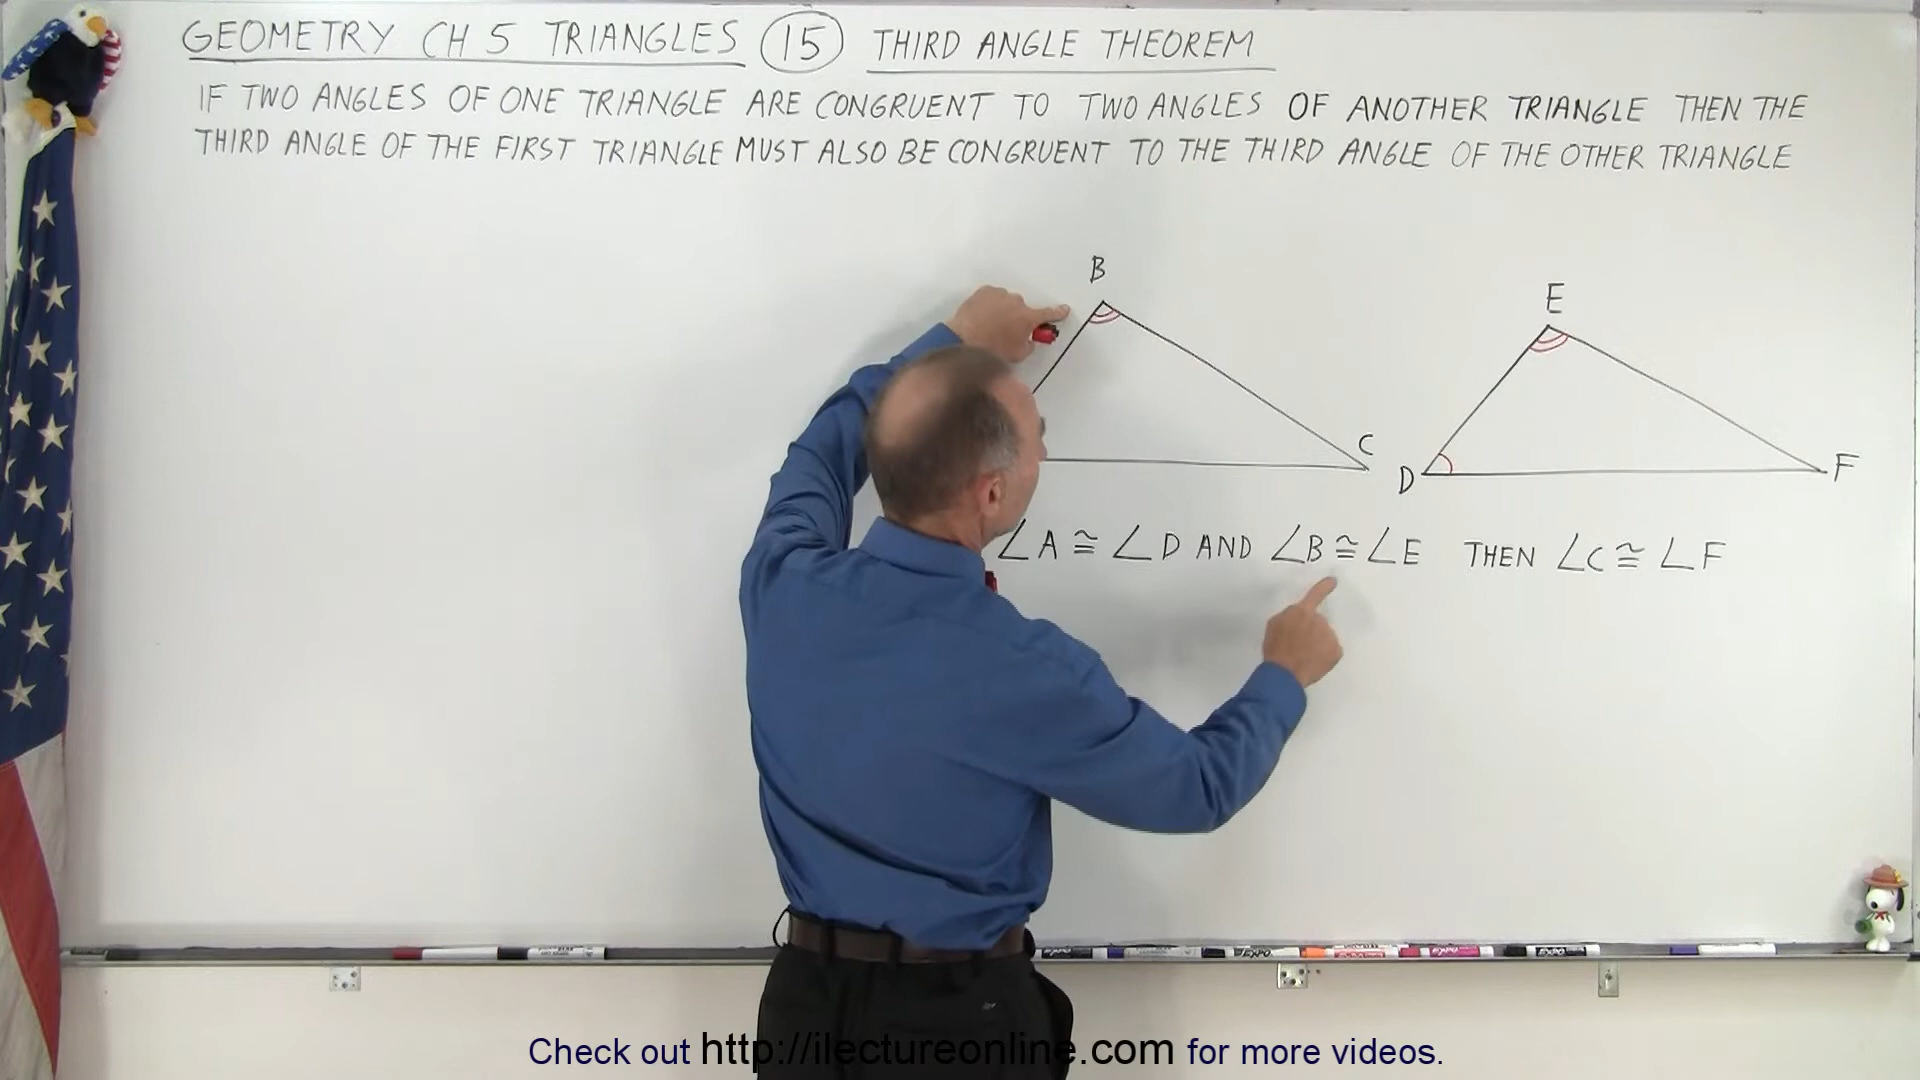 GEOMETRY CH 5 TRIANGLES 15 THIRD ANGLE THEOREM
IF TWO ANGLES OF ONE TRIANGLE ARE CONGRUENT TO TWO ANGLES OF ANOTHER TRIANGLE THEN THE
THIRD ANGLE OF THE FIRST TRIANGLE MUST ALSO BE CONGRUENT TO THE THIRD ANGLE OF THE OTHER TRIANGLE
B
E
C
D
F
∠A ≅ ∠D AND ∠B ≅ ∠E THEN ∠C ≅ ∠F
EXPO
Check out http://ilectureonline.com for more videos.